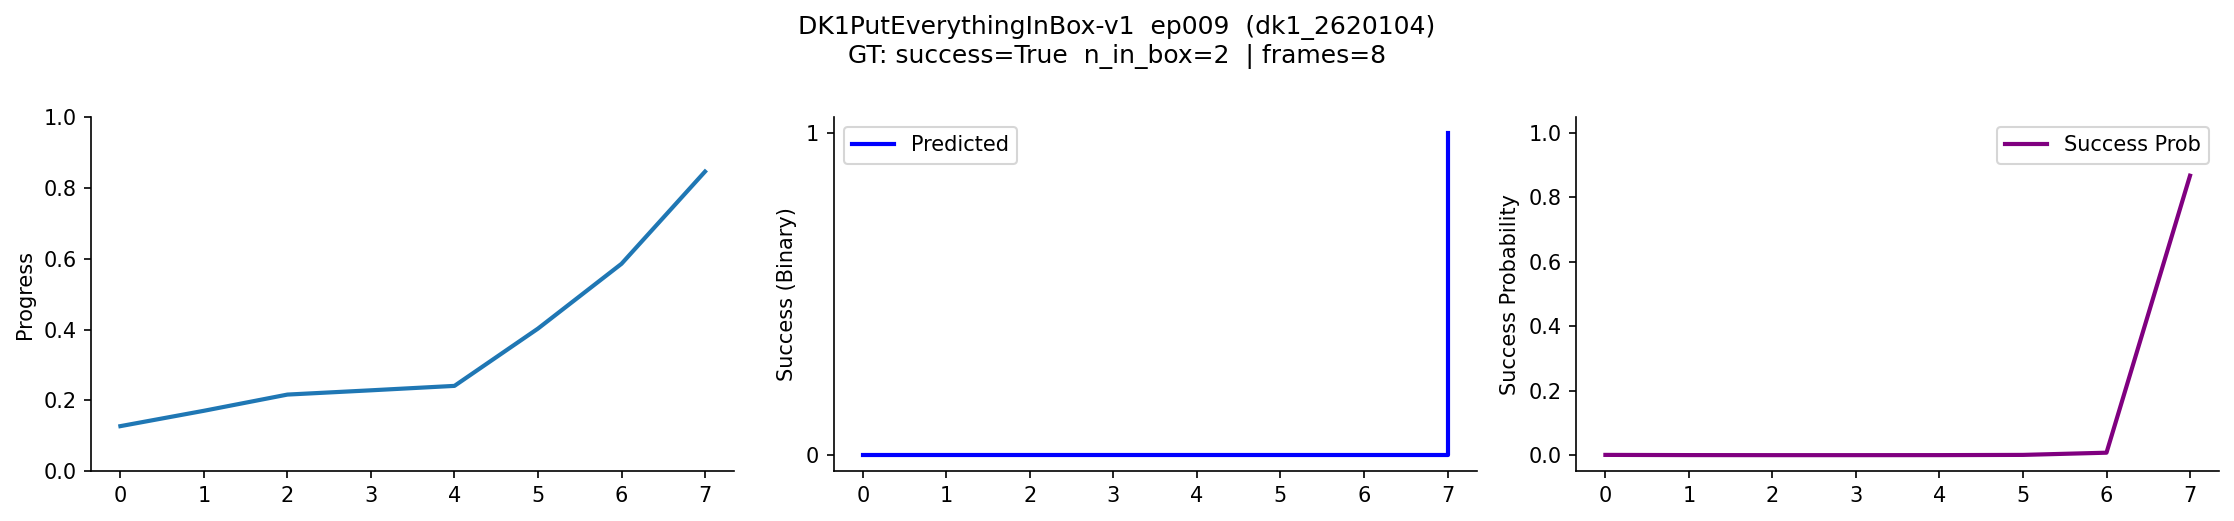 DK1PutEverythingInBox-v1 ep009 (dk1_2620104)
GT: success=True n_in_box=2 | frames=8
Progress
1.0
0.8
0.6
0.4
0.2
0.0
0 1 2 3 4 5 6 7
Success (Binary)
1
0
Predicted
0 1 2 3 4 5 6 7
Success Probability
1.0
0.8
0.6
0.4
0.2
0.0
Success Prob
0 1 2 3 4 5 6 7